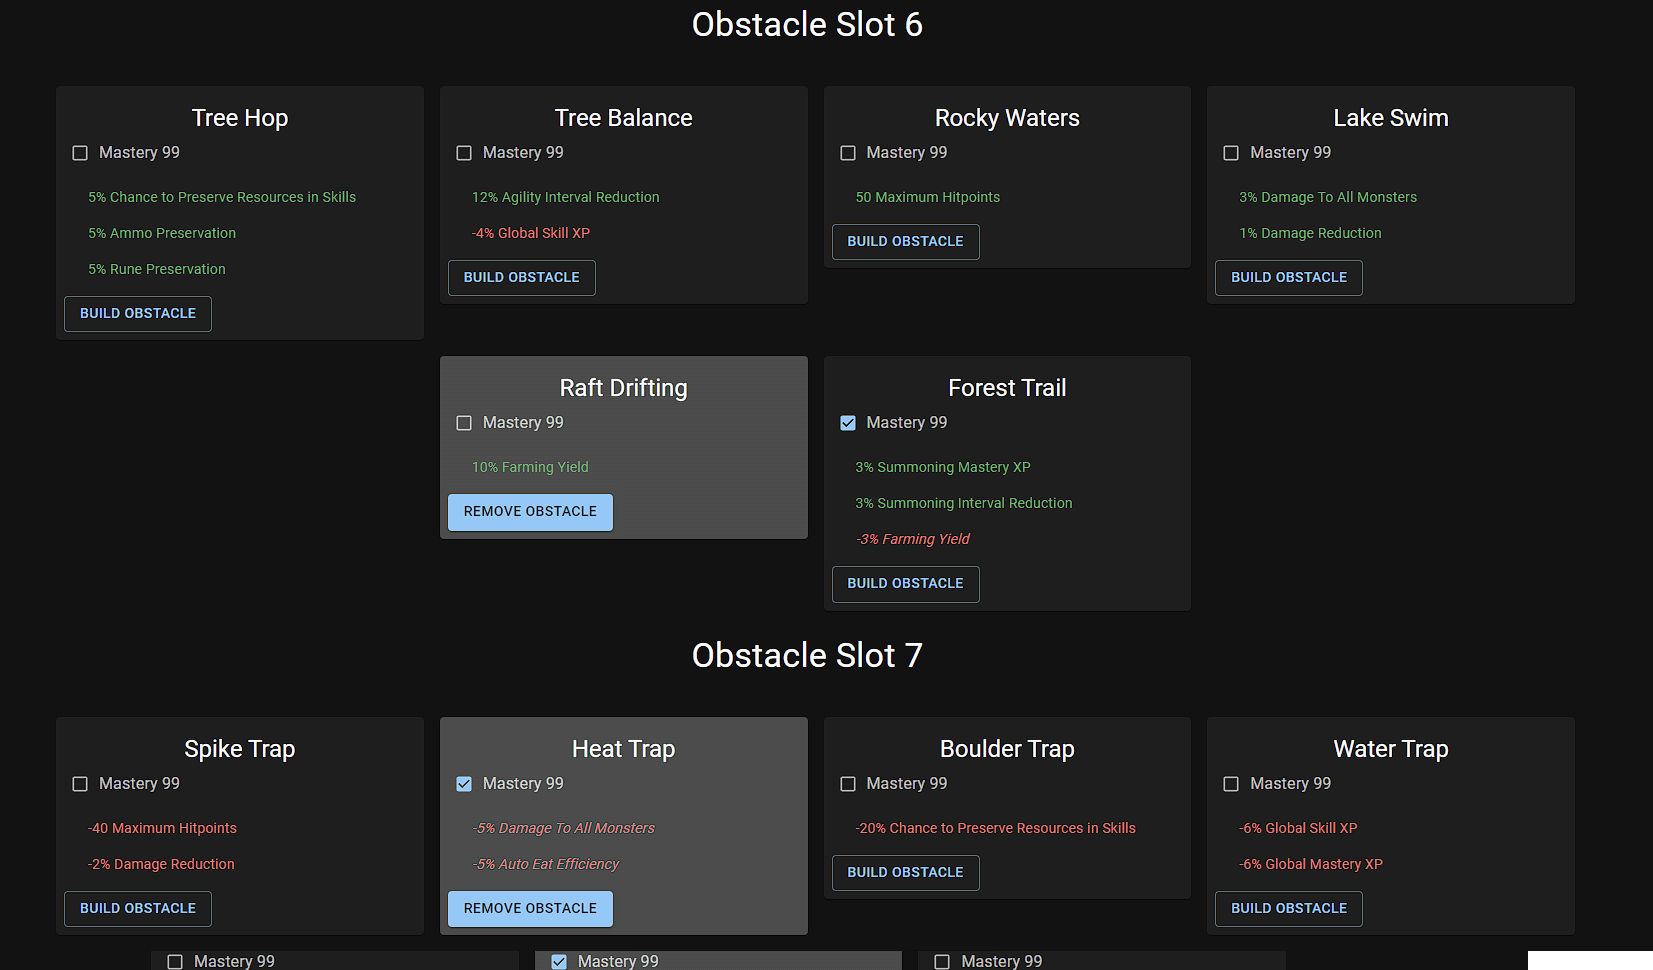 Obstacle Slot 6
Tree Hop
Mastery 99
5% Chance to Preserve Resources in Skills
5% Ammo Preservation
5% Rune Preservation
BUILD OBSTACLE
Tree Balance
Mastery 99
12% Agility Interval Reduction
-4% Global Skill XP
BUILD OBSTACLE
Rocky Waters
Mastery 99
50 Maximum Hitpoints
BUILD OBSTACLE
Lake Swim
Mastery 99
3% Damage To All Monsters
1% Damage Reduction
BUILD OBSTACLE
Raft Drifting
Mastery 99
10% Farming Yield
REMOVE OBSTACLE
Forest Trail
Mastery 99
3% Summoning Mastery XP
3% Summoning Interval Reduction
-3% Farming Yield
BUILD OBSTACLE
Obstacle Slot 7
Spike Trap
Mastery 99
-40 Maximum Hitpoints
-2% Damage Reduction
BUILD OBSTACLE
Heat Trap
Mastery 99
-5% Damage To All Monsters
-5% Auto Eat Efficiency
REMOVE OBSTACLE
Boulder Trap
Mastery 99
-20% Chance to Preserve Resources in Skills
BUILD OBSTACLE
Water Trap
Mastery 99
-6% Global Skill XP
-6% Global Mastery XP
BUILD OBSTACLE
Mastery 99
Mastery 99
Mastery 99